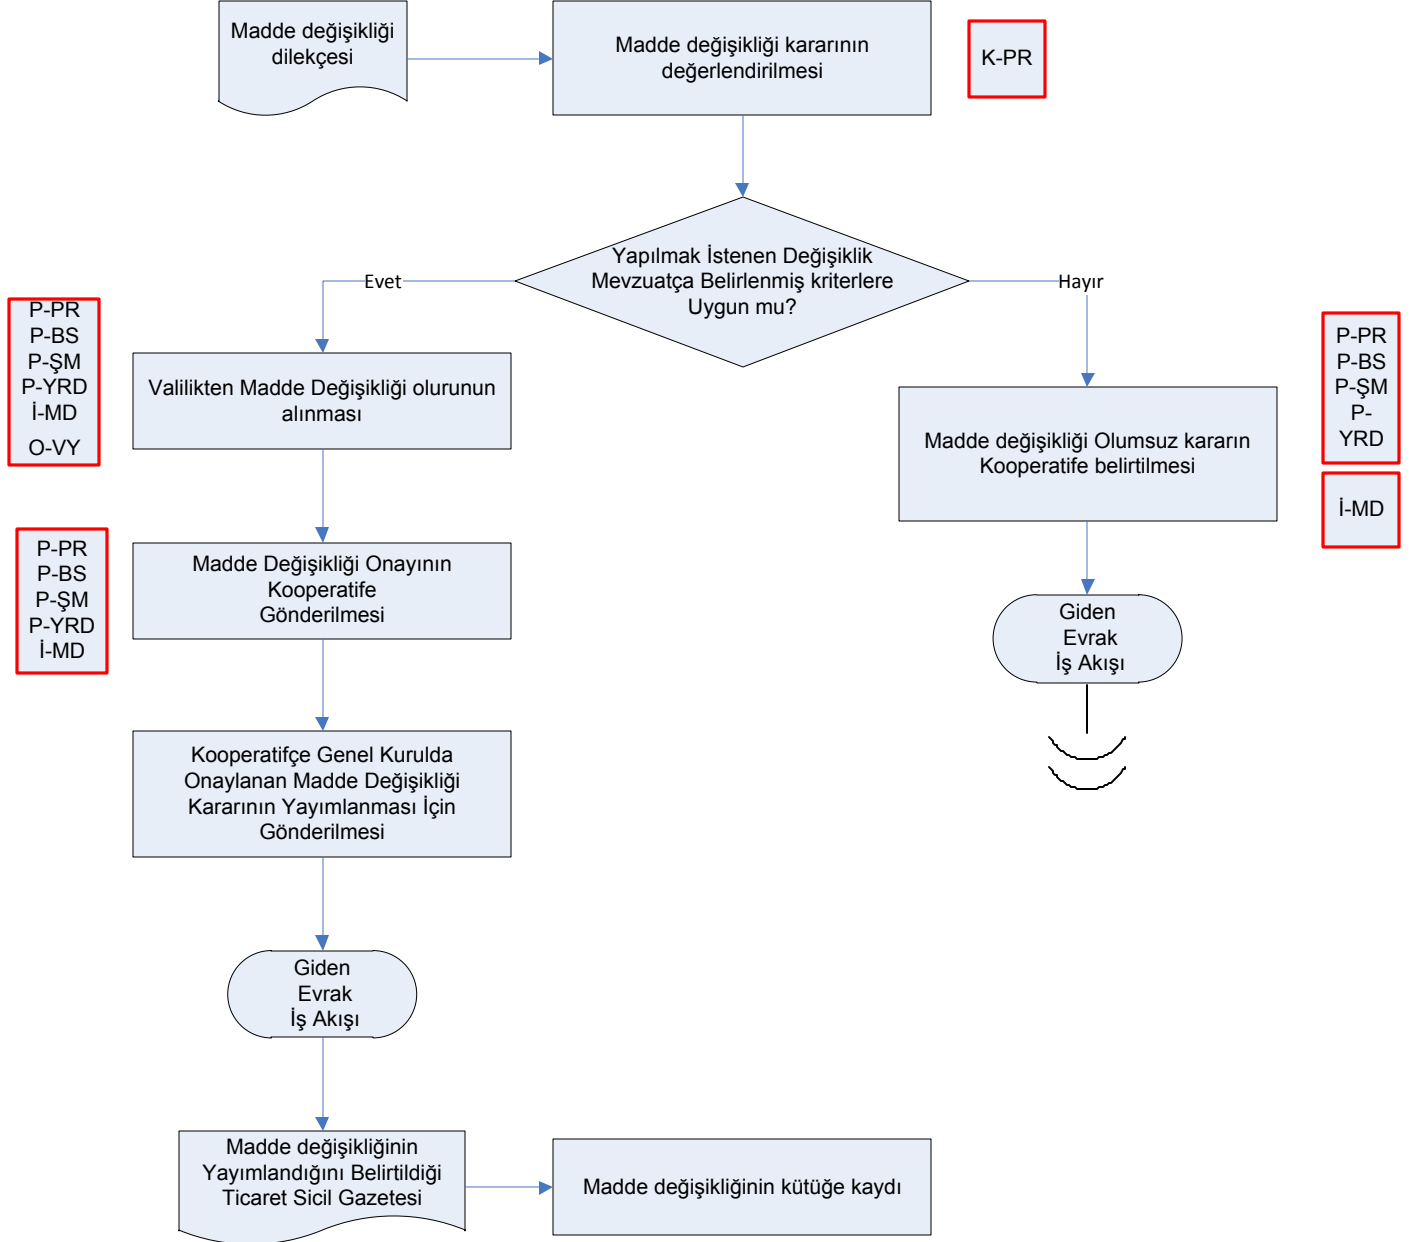 Madde değişikliği
dilekçesi
Madde değişikliği kararının
değerlendirilmesi
K-PR
Yapılmak İstenen Değişiklik
Mevzuatça Belirlenmiş kriterlere
Uygun mu?
Evet
Hayır
P-PR
P-BS
P-ŞM
P-YRD
İ-MD
O-VY
Valilikten Madde Değişikliği olurunun
alınması
Madde değişikliği Olumsuz kararın
Kooperatife belirtilmesi
P-PR
P-BS
P-ŞM
P-
YRD
İ-MD
P-PR
P-BS
P-ŞM
P-YRD
İ-MD
Madde Değişikliği Onayının
Kooperatife
Gönderilmesi
Giden
Evrak
İş Akışı
Kooperatifçe Genel Kurulda
Onaylanan Madde Değişikliği
Kararının Yayımlanması İçin
Gönderilmesi
Giden
Evrak
İş Akışı
Madde değişikliğinin
Yayımlandığını Belirtildiği
Ticaret Sicil Gazetesi
Madde değişikliğinin kütüğe kaydı